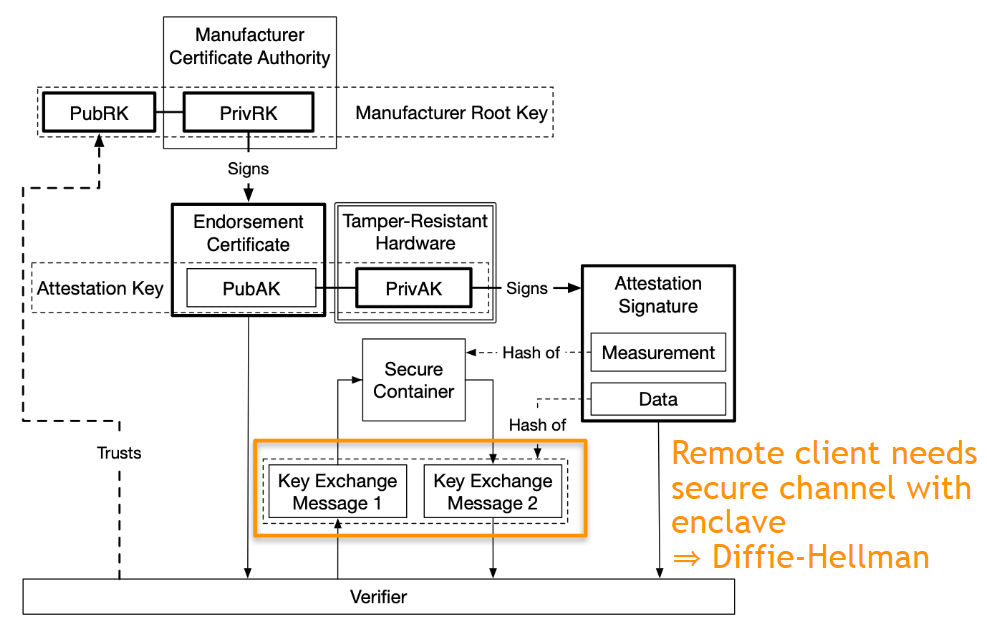 Manufacturer
Certificate Authority
PubRK
PrivRK
Manufacturer Root Key
Signs
Endorsement
Certificate
Tamper-Resistant
Hardware
Attestation Key
PubAK
PrivAK
Signs
Attestation
Signature
Measurement
Data
Hash of
Secure
Container
Hash of
Trusts
Key Exchange
Message 1
Key Exchange
Message 2
Remote client needs
secure channel with
enclave
⇒ Diffie-Hellman
Verifier